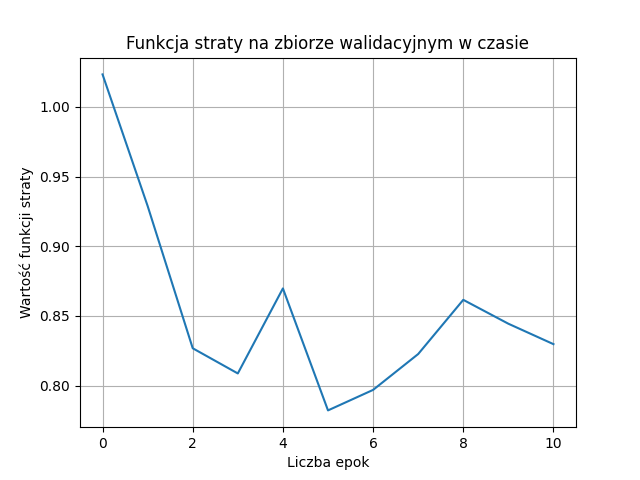 Funkcja straty na zbiorze walidacyjnym w czasie
Wartość funkcji straty
1.00
0.95
0.90
0.85
0.80
0 2 4 6 8 10
Liczba epok